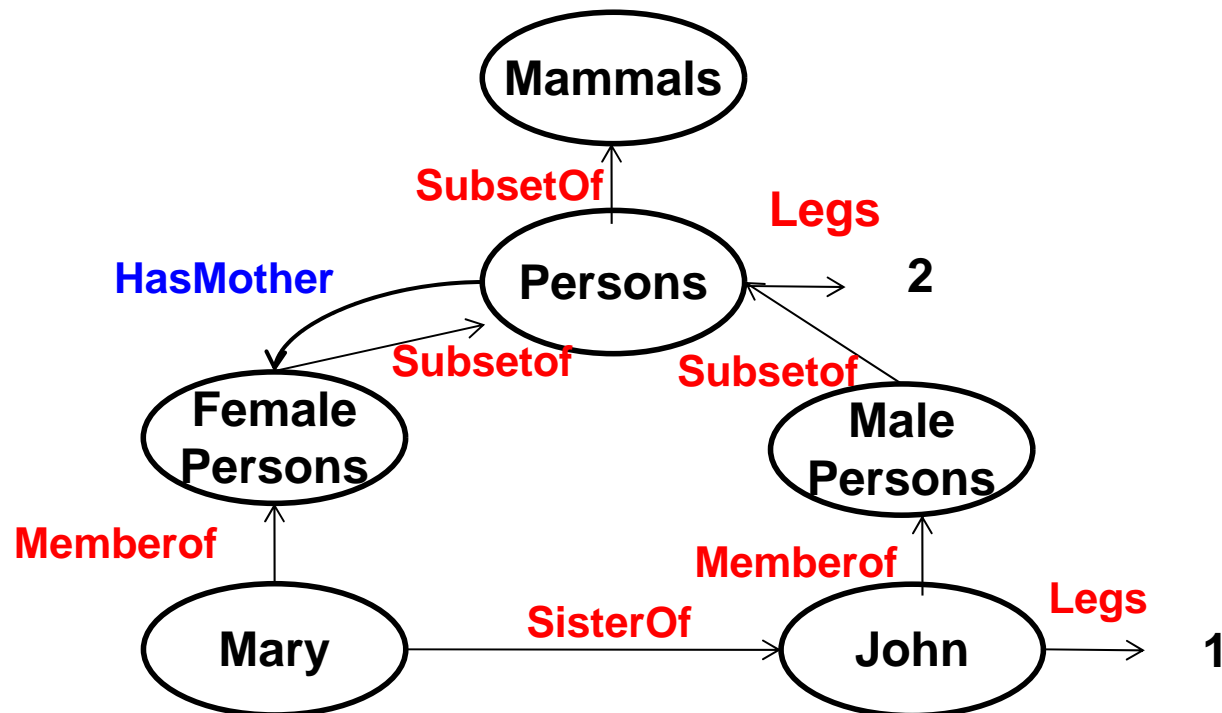 Mammals
SubsetOf
Legs
HasMother
Persons
2
Subsetof
Subsetof
Female
Persons
Male
Persons
Memberof
Memberof
Mary
SisterOf
John
Legs
1